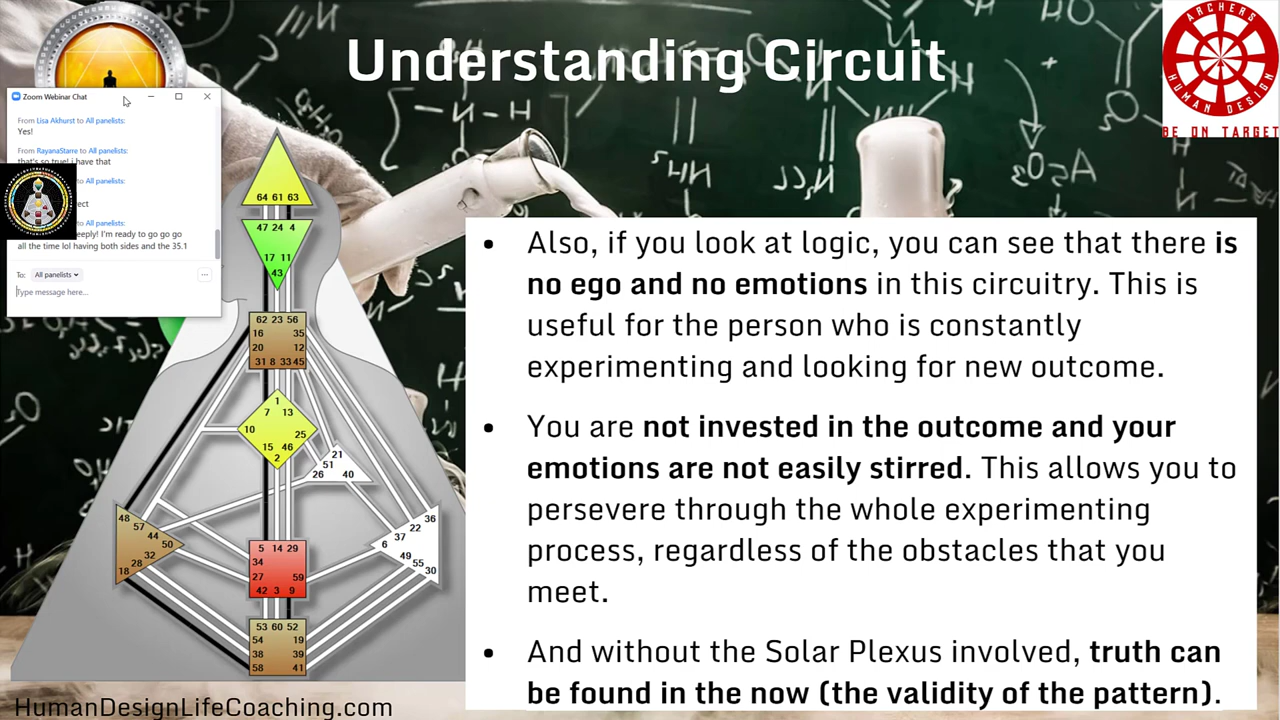 Understanding Circuit
ARCHERS
HUMAN DESIGN
BE ON TARGET
Zoom Webinar Chat
From Lisa Akhurst to All panelists:
Yes!
From RayanaStarre to All panelists:
that's so true! i have that
to All panelists:
ect
to All panelists:
eeply! I'm ready to go go go
all the time lol having both sides and the 35.1
To: All panelists
Type message here...
64 61 63
47 24 4
17 11
43
62 23 56
16 35
20 12
31 8 33 45
1
7 13
10 25
15 46
2
21
51
26 40
48
57
44
50
32
28
18
36
22
37
6
49
55
30
5 14 29
34
27 59
42 3 9
53 60 52
54 19
38 39
58 41
• Also, if you look at logic, you can see that there is
no ego and no emotions in this circuitry. This is
useful for the person who is constantly
experimenting and looking for new outcome.
• You are not invested in the outcome and your
emotions are not easily stirred. This allows you to
persevere through the whole experimenting
process, regardless of the obstacles that you
meet.
• And without the Solar Plexus involved, truth can
be found in the now (the validity of the pattern).
HumanDesignLifeCoaching.com